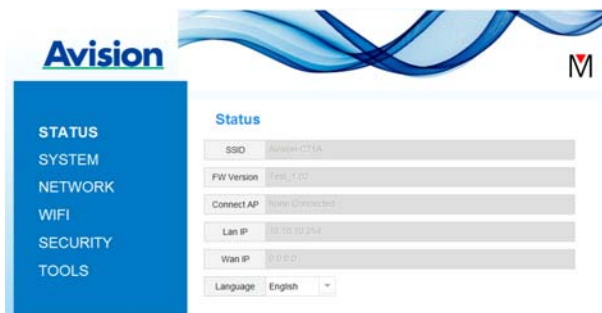 Avision
M
STATUS
SYSTEM
NETWORK
WIFI
SECURITY
TOOLS
Status
SSID Avision-C71A
FW Version Test_1.02
Connect AP None Connected
Lan IP 10.10.10.254
Wan IP 0.0.0.0
Language English